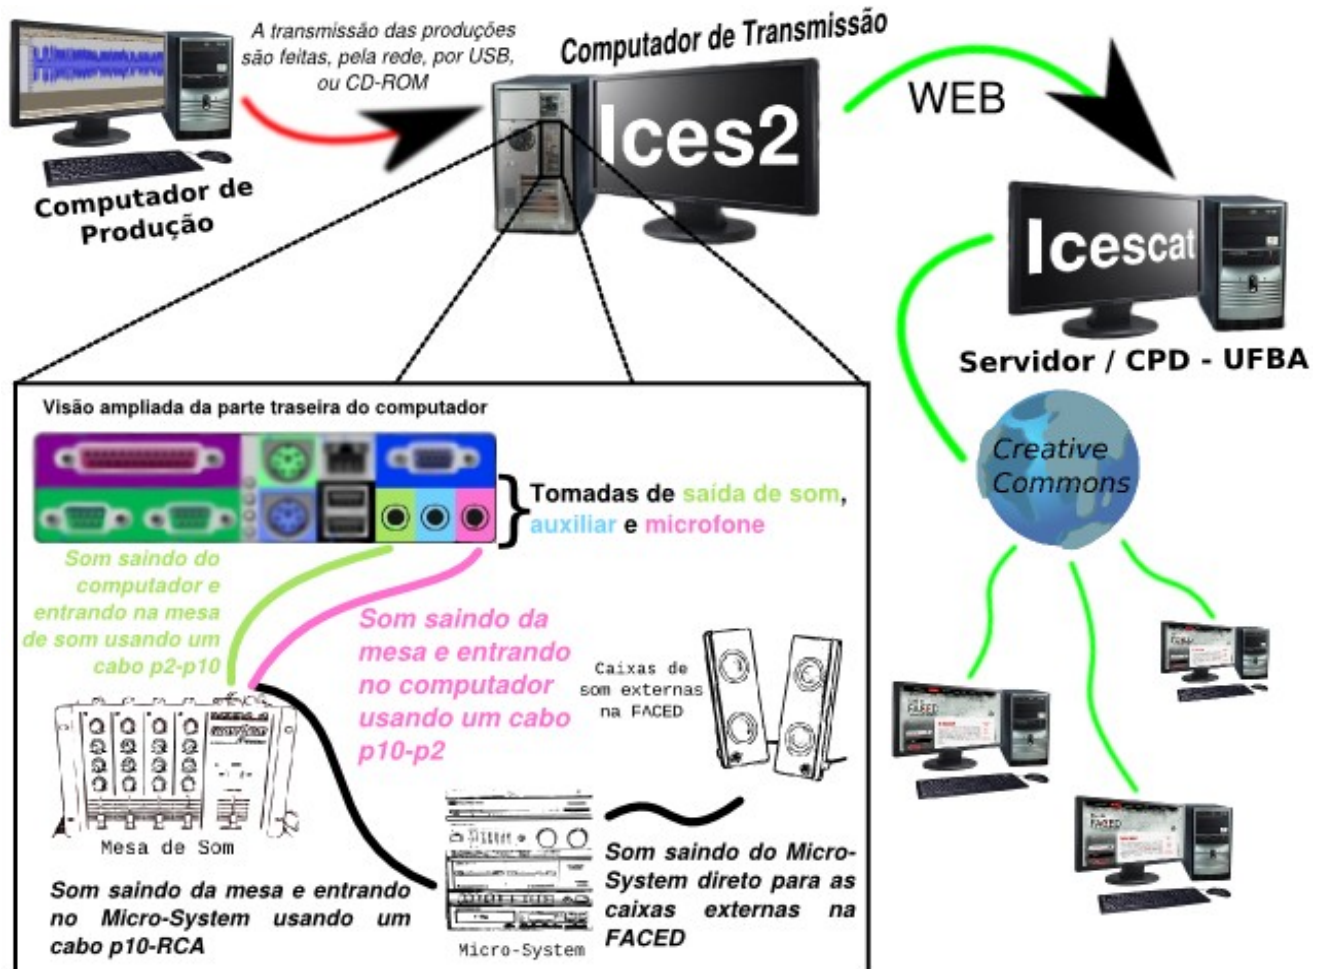 A transmissão das produções
são feitas, pela rede, por USB,
ou CD-ROM
Computador de Transmissão
Ices2
WEB
Computador de
Produção
Icescat
Servidor / CPD - UFBA
Creative
Commons
Visão ampliada da parte traseira do computador
Tomadas de saída de som,
auxiliar e microfone
Som saindo do
computador e
entrando na mesa
de som usando um
cabo p2-p10
Som saindo da
mesa e entrando
no computador
usando um cabo
p10-p2
Caixas de
som externas
na FACED
Mesa de Som
Som saindo da mesa e entrando
no Micro-System usando um
cabo p10-RCA
Micro-System
Som saindo do Micro-
System direto para as
caixas externas na
FACED
FACED
FACED